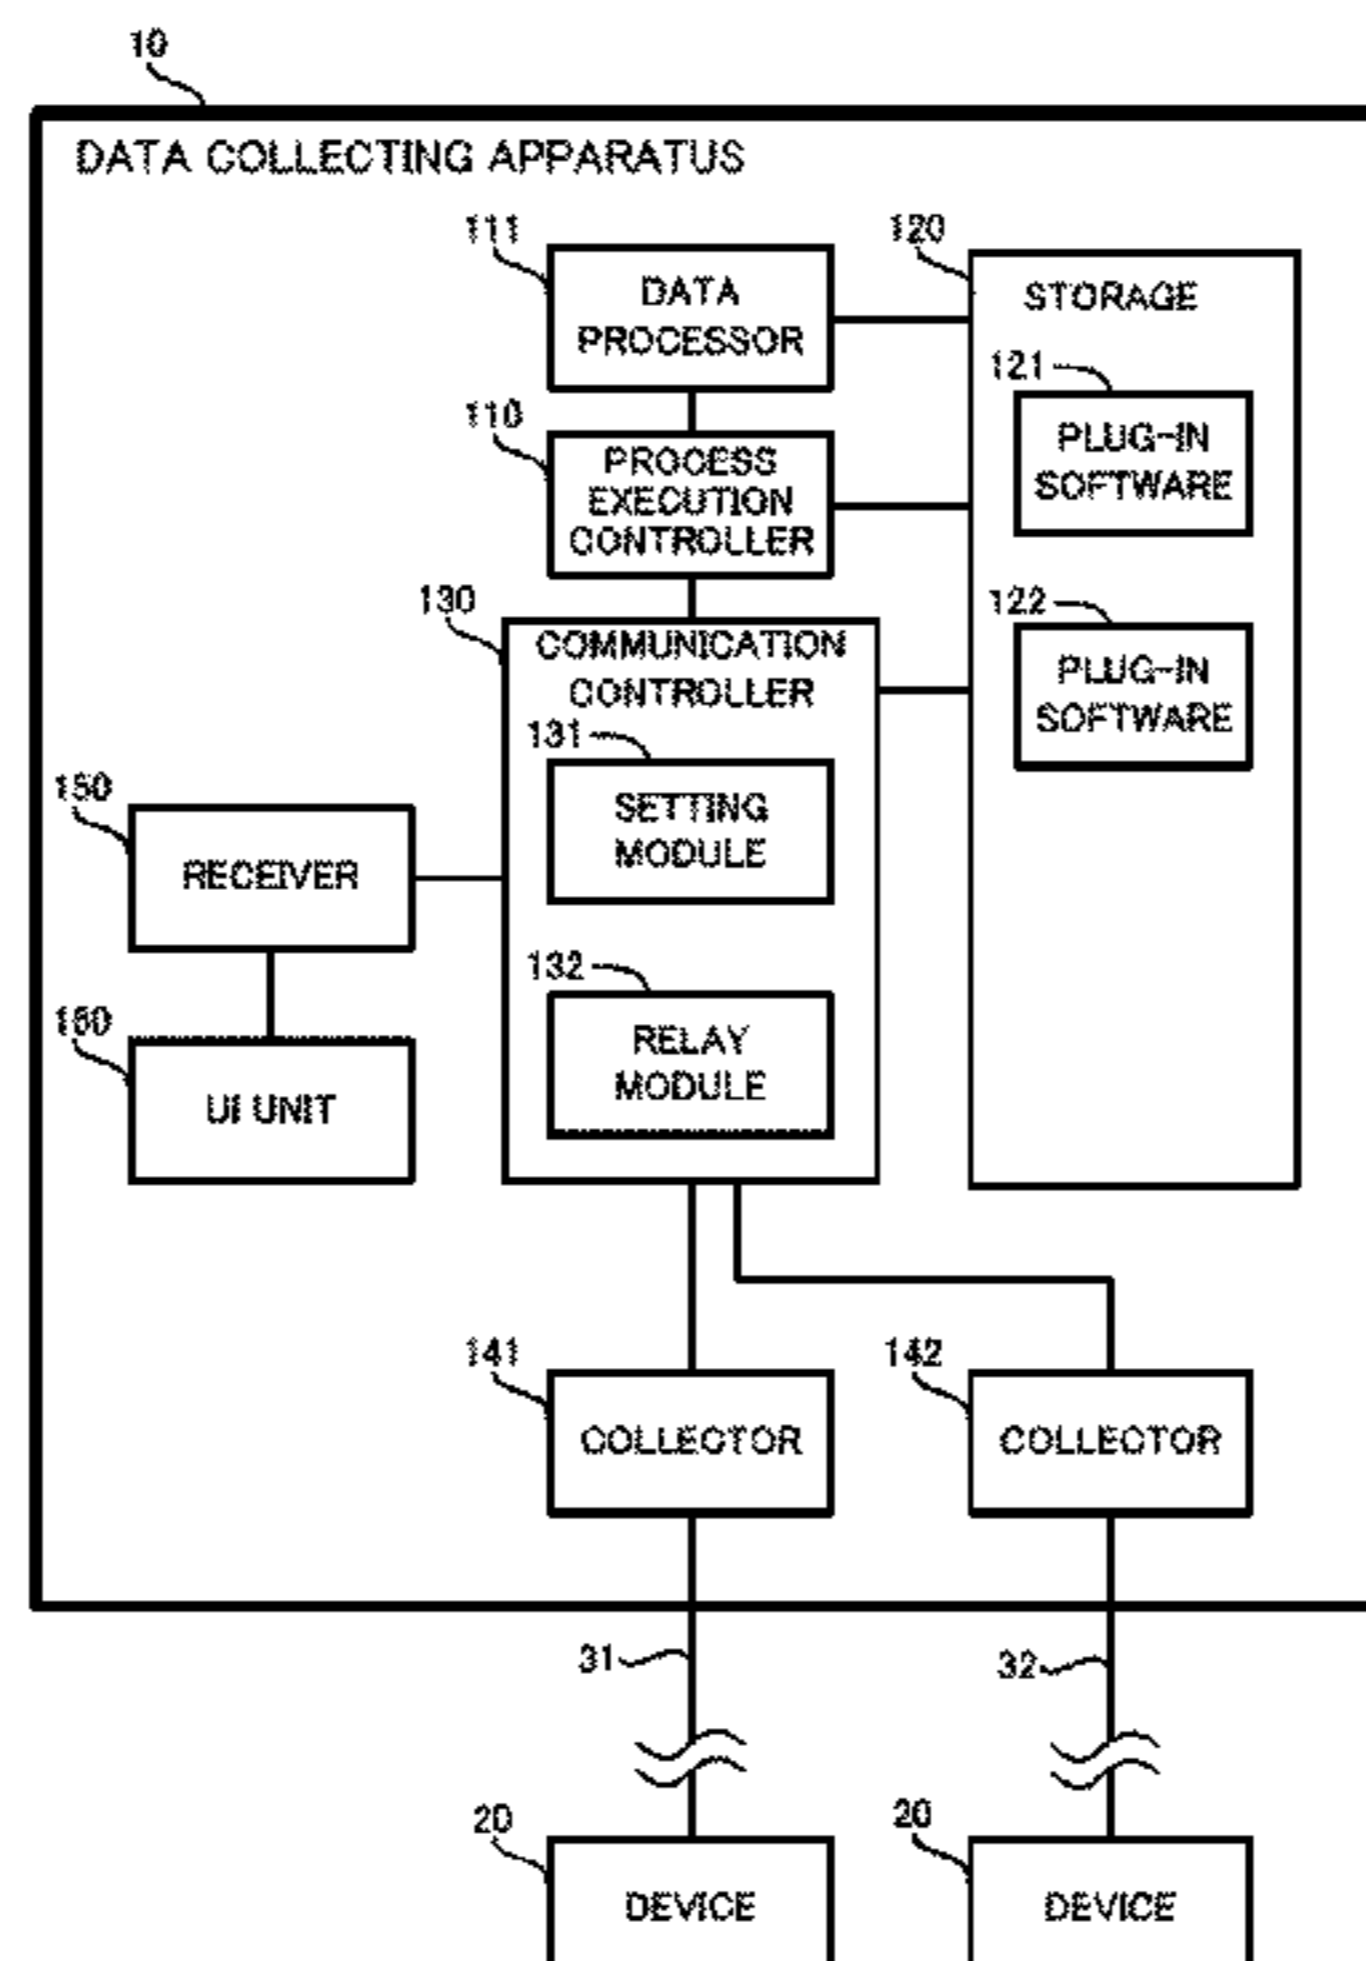 10
DATA COLLECTING APPARATUS
111
DATA
PROCESSOR
120
STORAGE
121
PLUG-IN
SOFTWARE
110
PROCESS
EXECUTION
CONTROLLER
122
PLUG-IN
SOFTWARE
130
COMMUNICATION
CONTROLLER
131
SETTING
MODULE
150
RECEIVER
132
RELAY
MODULE
160
UI UNIT
141
COLLECTOR
142
COLLECTOR
31
32
20
DEVICE
20
DEVICE